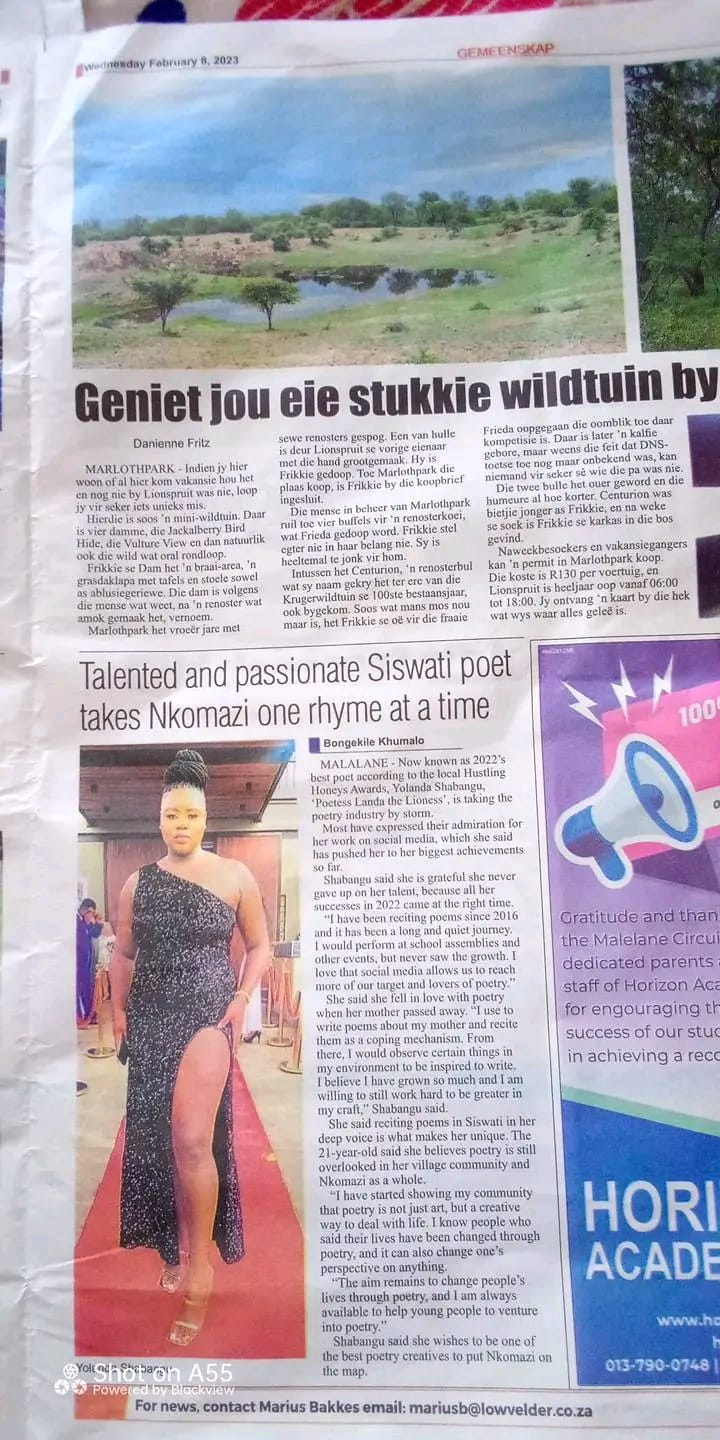 Wednesday February 8, 2023
GEMEENSKAP
Geniet jou eie stukkie wildtuin by
Danienne Fritz
MARLOTHPARK - Indien jy hier
woon of al hier kom vakansie hou het
en nog nie by Lionspruit was nie, loop
jy vir seker iets unieks mis.
Hierdie is soos 'n mini-wildtuin. Daar
is vier damme, die Jackalberry Bird
Hide, die Vulture View en dan natuurlik
ook die wild wat oral rondloop.
Frikkie se Dam het 'n braai-area, 'n
grasdaklapa met tafels en stoele sowel
as ablusiegeriewe. Die dam is volgens
die mense wat weet, na 'n renoster wat
amok gemaak het, vernoem.
Marlothpark het vroeër jare met
sewe renosters gespog. Een van hulle
is deur Lionspruit se vorige eienaar
met die hand grootgemaak. Hy is
Frikkie gedoop. Toe Marlothpark die
plaas koop, is Frikkie by die koopbrief
ingesluit.
Die mense in beheer van Marlothpark
ruil toe vier buffels vir 'n renosterkoei,
wat Frieda gedoop word. Frikkie stel
egter nie in haar belang nie. Sy is
heeltemal te jonk vir hom.
Intussen het Centurion, 'n renosterbul
wat sy naam gekry het ter ere van die
Krugerwildtuin se 100ste bestaansjaar,
ook bygekom. Soos wat mans mos nou
maar is, het Frikkie se oë vir die fraaie
Frieda oopgegaan die oomblik toe daar
kompetisie is. Daar is later 'n kalfie
gebore, maar weens die feit dat DNS-
toetse toe nog maar onbekend was, kan
niemand vir seker sê wie die pa was nie.
Die twee bulle het ouer geword en die
humeure al hoe korter. Centurion was
bietjie jonger as Frikkie, en na weke
se soek is Frikkie se karkas in die bos
gevind.
Naweekbesoekers en vakansiegangers
kan 'n permit in Marlothpark koop.
Die koste is R130 per voertuig, en
Lionspruit is heeljaar oop vanaf 06:00
tot 18:00. Jy ontvang 'n kaart by die hek
wat wys waar alles geleë is.
Talented and passionate Siswati poet
takes Nkomazi one rhyme at a time
Bongekile Khumalo
MALALANE - Now known as 2022's
best poet according to the local Hustling
Honeys Awards, Yolanda Shabangu,
'Poetess Landa the Lioness', is taking the
poetry industry by storm.
Most have expressed their admiration for
her work on social media, which she said
has pushed her to her biggest achievements
so far.
Shabangu said she is grateful she never
gave up on her talent, because all her
successes in 2022 came at the right time.
"I have been reciting poems since 2016
and it has been a long and quiet journey.
I would perform at school assemblies and
other events, but never saw the growth. I
love that social media allows us to reach
more of our target and lovers of poetry."
She said she fell in love with poetry
when her mother passed away. "I use to
write poems about my mother and recite
them as a coping mechanism. From
there, I would observe certain things in
my environment to be inspired to write.
I believe I have grown so much and I am
willing to still work hard to be greater in
my craft," Shabangu said.
She said reciting poems in Siswati in her
deep voice is what makes her unique. The
21-year-old said she believes poetry is still
overlooked in her village community and
Nkomazi as a whole.
"I have started showing my community
that poetry is not just art, but a creative
way to deal with life. I know people who
said their lives have been changed through
poetry, and it can also change one's
perspective on anything.
"The aim remains to change people's
lives through poetry, and I am always
available to help young people to venture
into poetry."
Shabangu said she wishes to be one of
the best poetry creatives to put Nkomazi on
the map.
Yolanda Shabangu
100%
Gratitude and than
the Malelane Circui
dedicated parents
staff of Horizon Aca
for engouraging th
success of our stud
in achieving a reco
HORI
ACADE
www.ho
013-790-0748 |
Shot on A55
Powered by Blackview
For news, contact Marius Bakkes email: mariusb@lowvelder.co.za